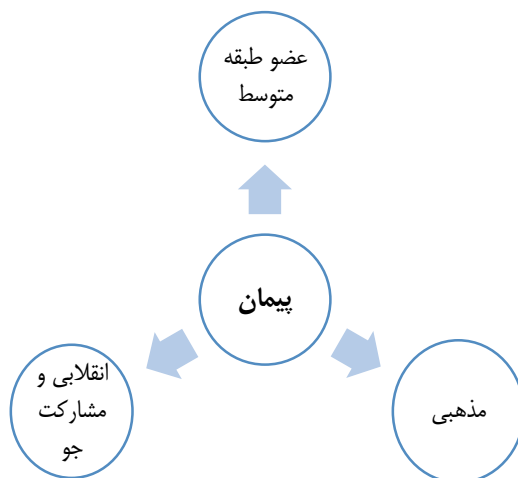 عضو طبقه
متوسط
پیمان
مذهبی
انقلابی و
مشارکت
جو